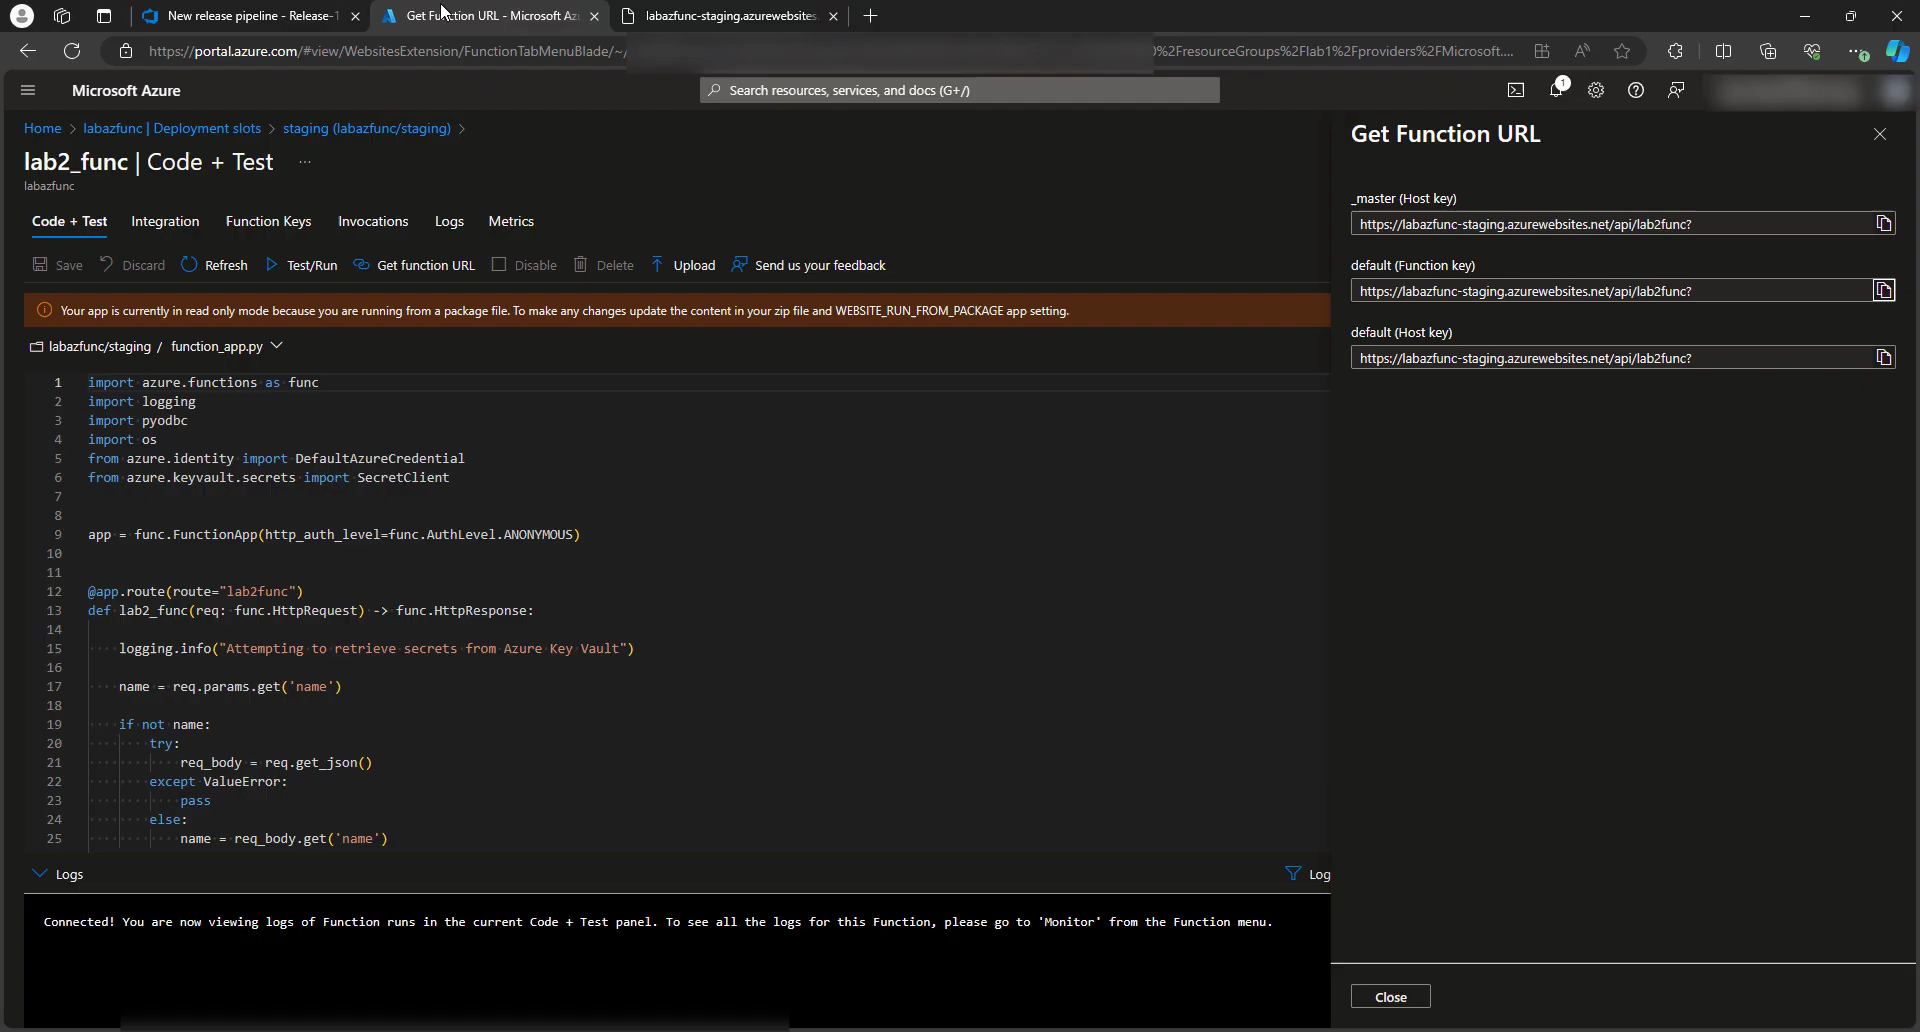 New release pipeline - Release-1
Get Function URL - Microsoft Az
labazfunc-staging.azurewebsites.
https://portal.azure.com/#view/WebsitesExtension/FunctionTabMenuBlade/~/
%2FresourceGroups%2Flab1%2Fproviders%2FMicrosoft....
Microsoft Azure
Search resources, services, and docs (G+/)
1
Home > labazfunc | Deployment slots > staging (labazfunc/staging) >
lab2_func | Code + Test ...
labazfunc
Code + Test Integration Function Keys Invocations Logs Metrics
Save Discard Refresh Test/Run Get function URL Disable Delete Upload Send us your feedback
Your app is currently in read only mode because you are running from a package file. To make any changes update the content in your zip file and WEBSITE_RUN_FROM_PACKAGE app setting.
labazfunc/staging / function_app.py
1 import azure.functions as func
2 import logging
3 import pyodbc
4 import os
5 from azure.identity import DefaultAzureCredential
6 from azure.keyvault.secrets import SecretClient
7
8
9 app = func.FunctionApp(http_auth_level=func.AuthLevel.ANONYMOUS)
10
11
12 @app.route(route="lab2func")
13 def lab2_func(req: func.HttpRequest) -> func.HttpResponse:
14
15 logging.info("Attempting to retrieve secrets from Azure Key Vault")
16
17 name = req.params.get('name')
18
19 if not name:
20 try:
21 req_body = req.get_json()
22 except ValueError:
23 pass
24 else:
25 name = req_body.get('name')
Logs
Log
Connected! You are now viewing logs of Function runs in the current Code + Test panel. To see all the logs for this Function, please go to 'Monitor' from the Function menu.
Get Function URL
_master (Host key)
https://labazfunc-staging.azurewebsites.net/api/lab2func?
default (Function key)
https://labazfunc-staging.azurewebsites.net/api/lab2func?
default (Host key)
https://labazfunc-staging.azurewebsites.net/api/lab2func?
Close